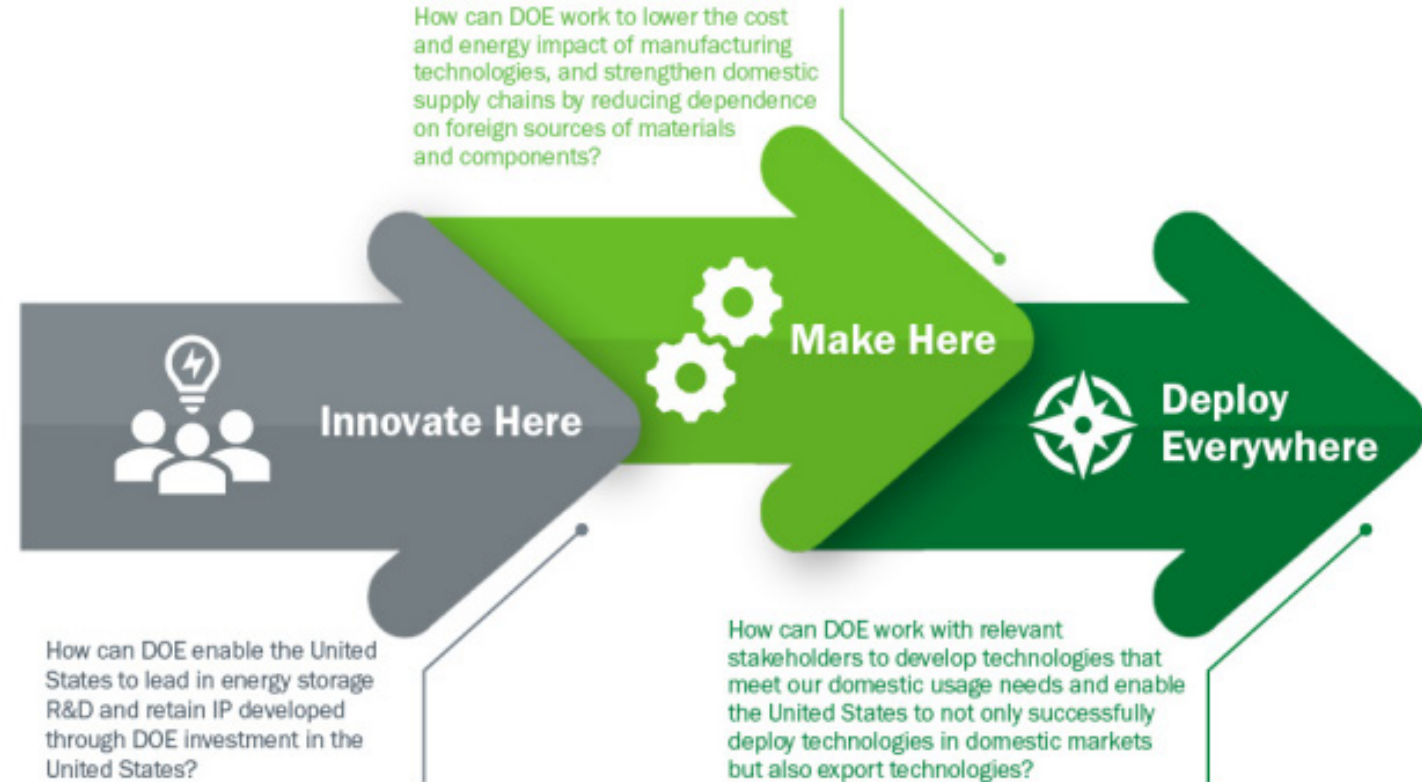 How can DOE work to lower the cost
and energy impact of manufacturing
technologies, and strengthen domestic
supply chains by reducing dependence
on foreign sources of materials
and components?
Innovate Here
Make Here
Deploy
Everywhere
How can DOE enable the United
States to lead in energy storage
R&D and retain IP developed
through DOE investment in the
United States?
How can DOE work with relevant
stakeholders to develop technologies that
meet our domestic usage needs and enable
the United States to not only successfully
deploy technologies in domestic markets
but also export technologies?